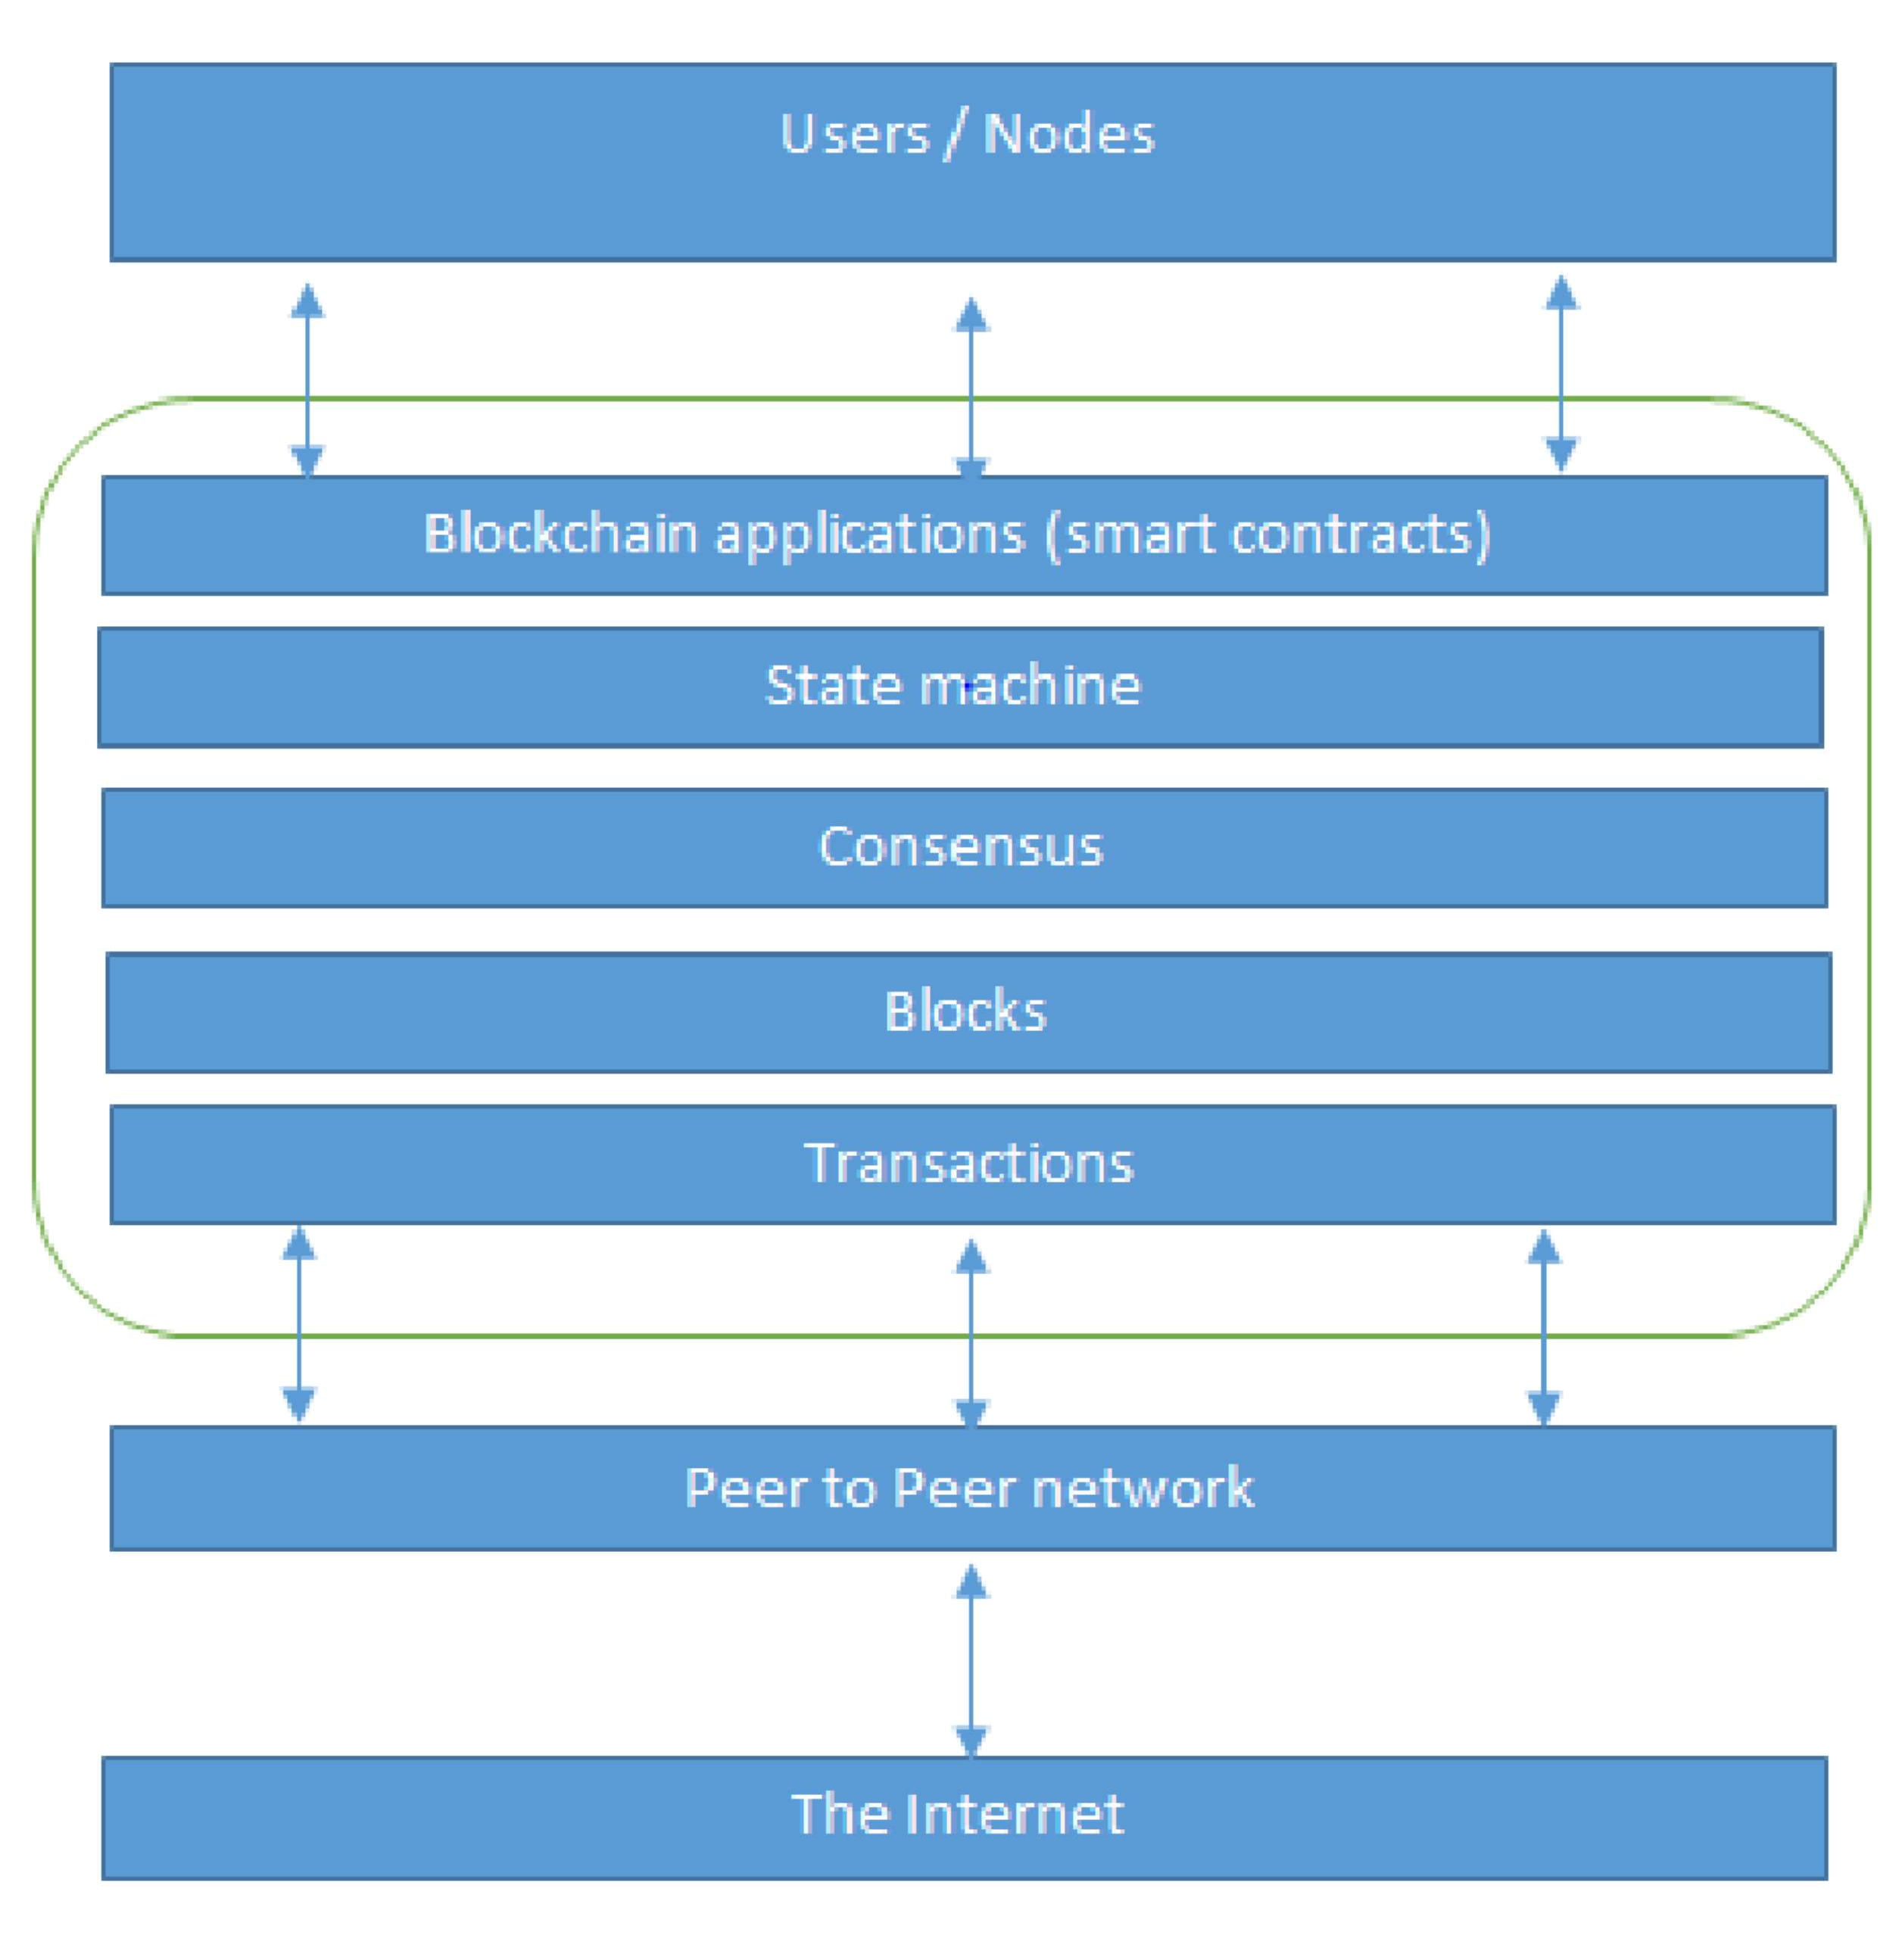 Users / Nodes
Blockchain applications (smart contracts)
State machine
Consensus
Blocks
Transactions
Peer to Peer network
The Internet